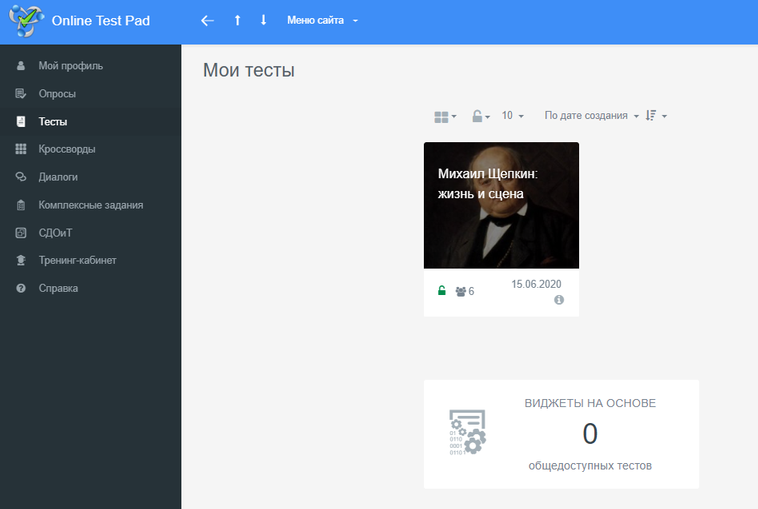 Online Test Pad
Меню сайта
Мой профиль
Опросы
Тесты
Кроссворды
Диалоги
Комплексные задания
СДОиТ
Тренинг-кабинет
Справка
Мои тесты
10
По дате создания
Михаил Щепкин:
жизнь и сцена
6
15.06.2020
ВИДЖЕТЫ НА ОСНОВЕ
0
общедоступных тестов